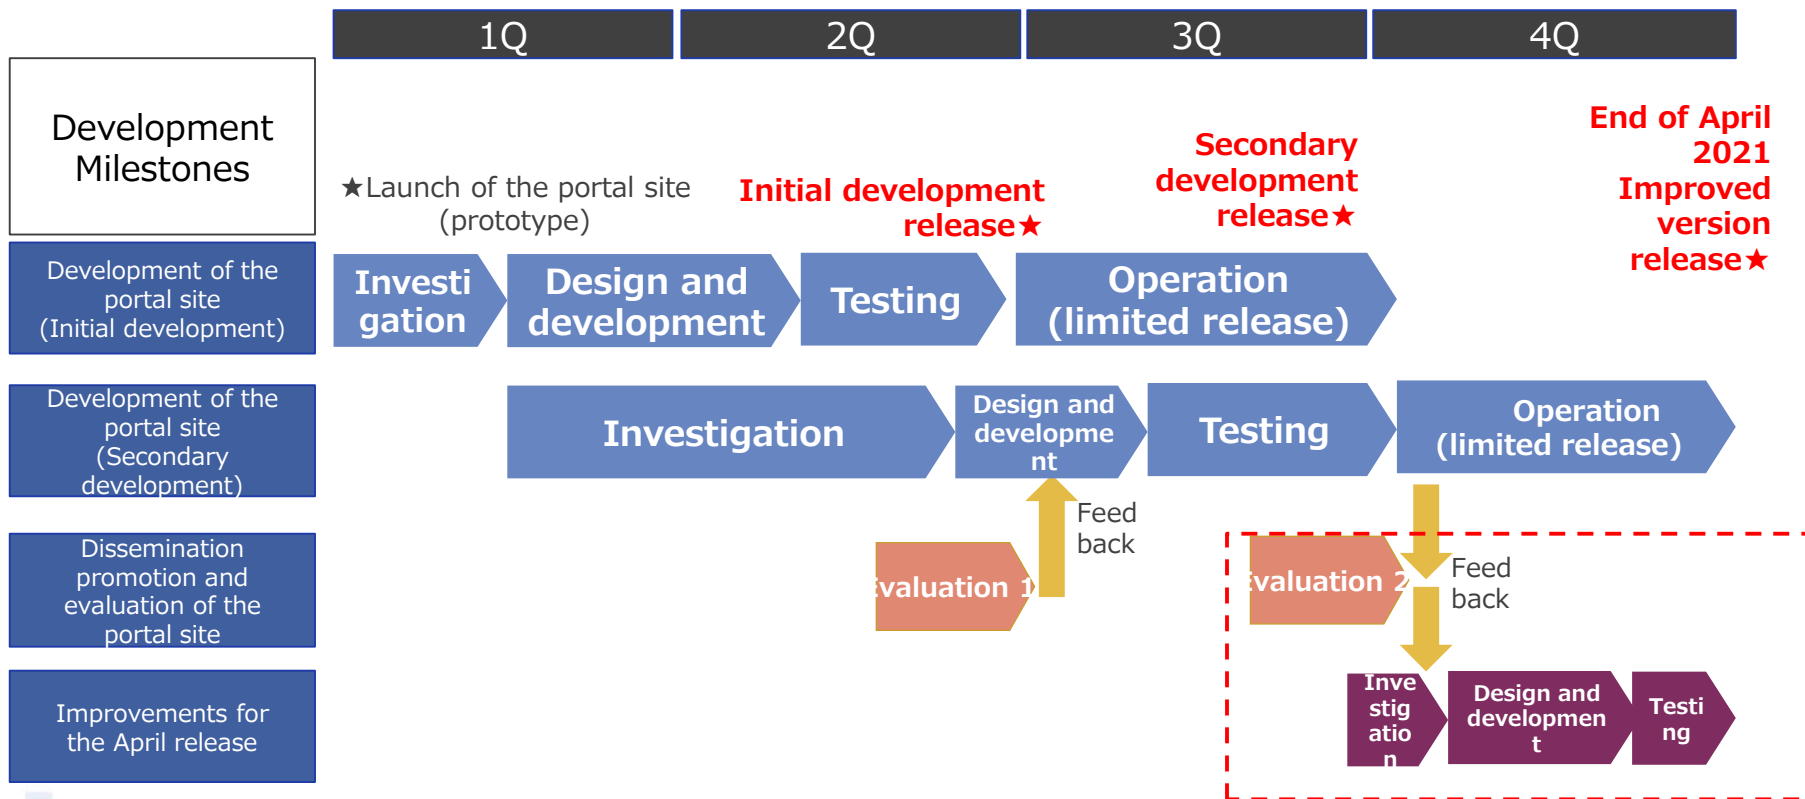 1Q
2Q
3Q
4Q
Development
Milestones
★Launch of the portal site
(prototype)
Initial development
release★
Secondary
development
release★
End of April
2021
Improved
version
release★
Development of the
portal site
(Initial development)
Investi
gation
Design and
development
Testing
Operation
(limited release)
Development of the
portal site
(Secondary
development)
Investigation
Design and
developme
nt
Testing
Operation
(limited release)
Feed
back
Dissemination
promotion and
evaluation of the
portal site
Evaluation 1
Evaluation 2
Feed
back
Improvements for
the April release
Inve
stig
atio
n
Design and
developmen
t
Testi
ng